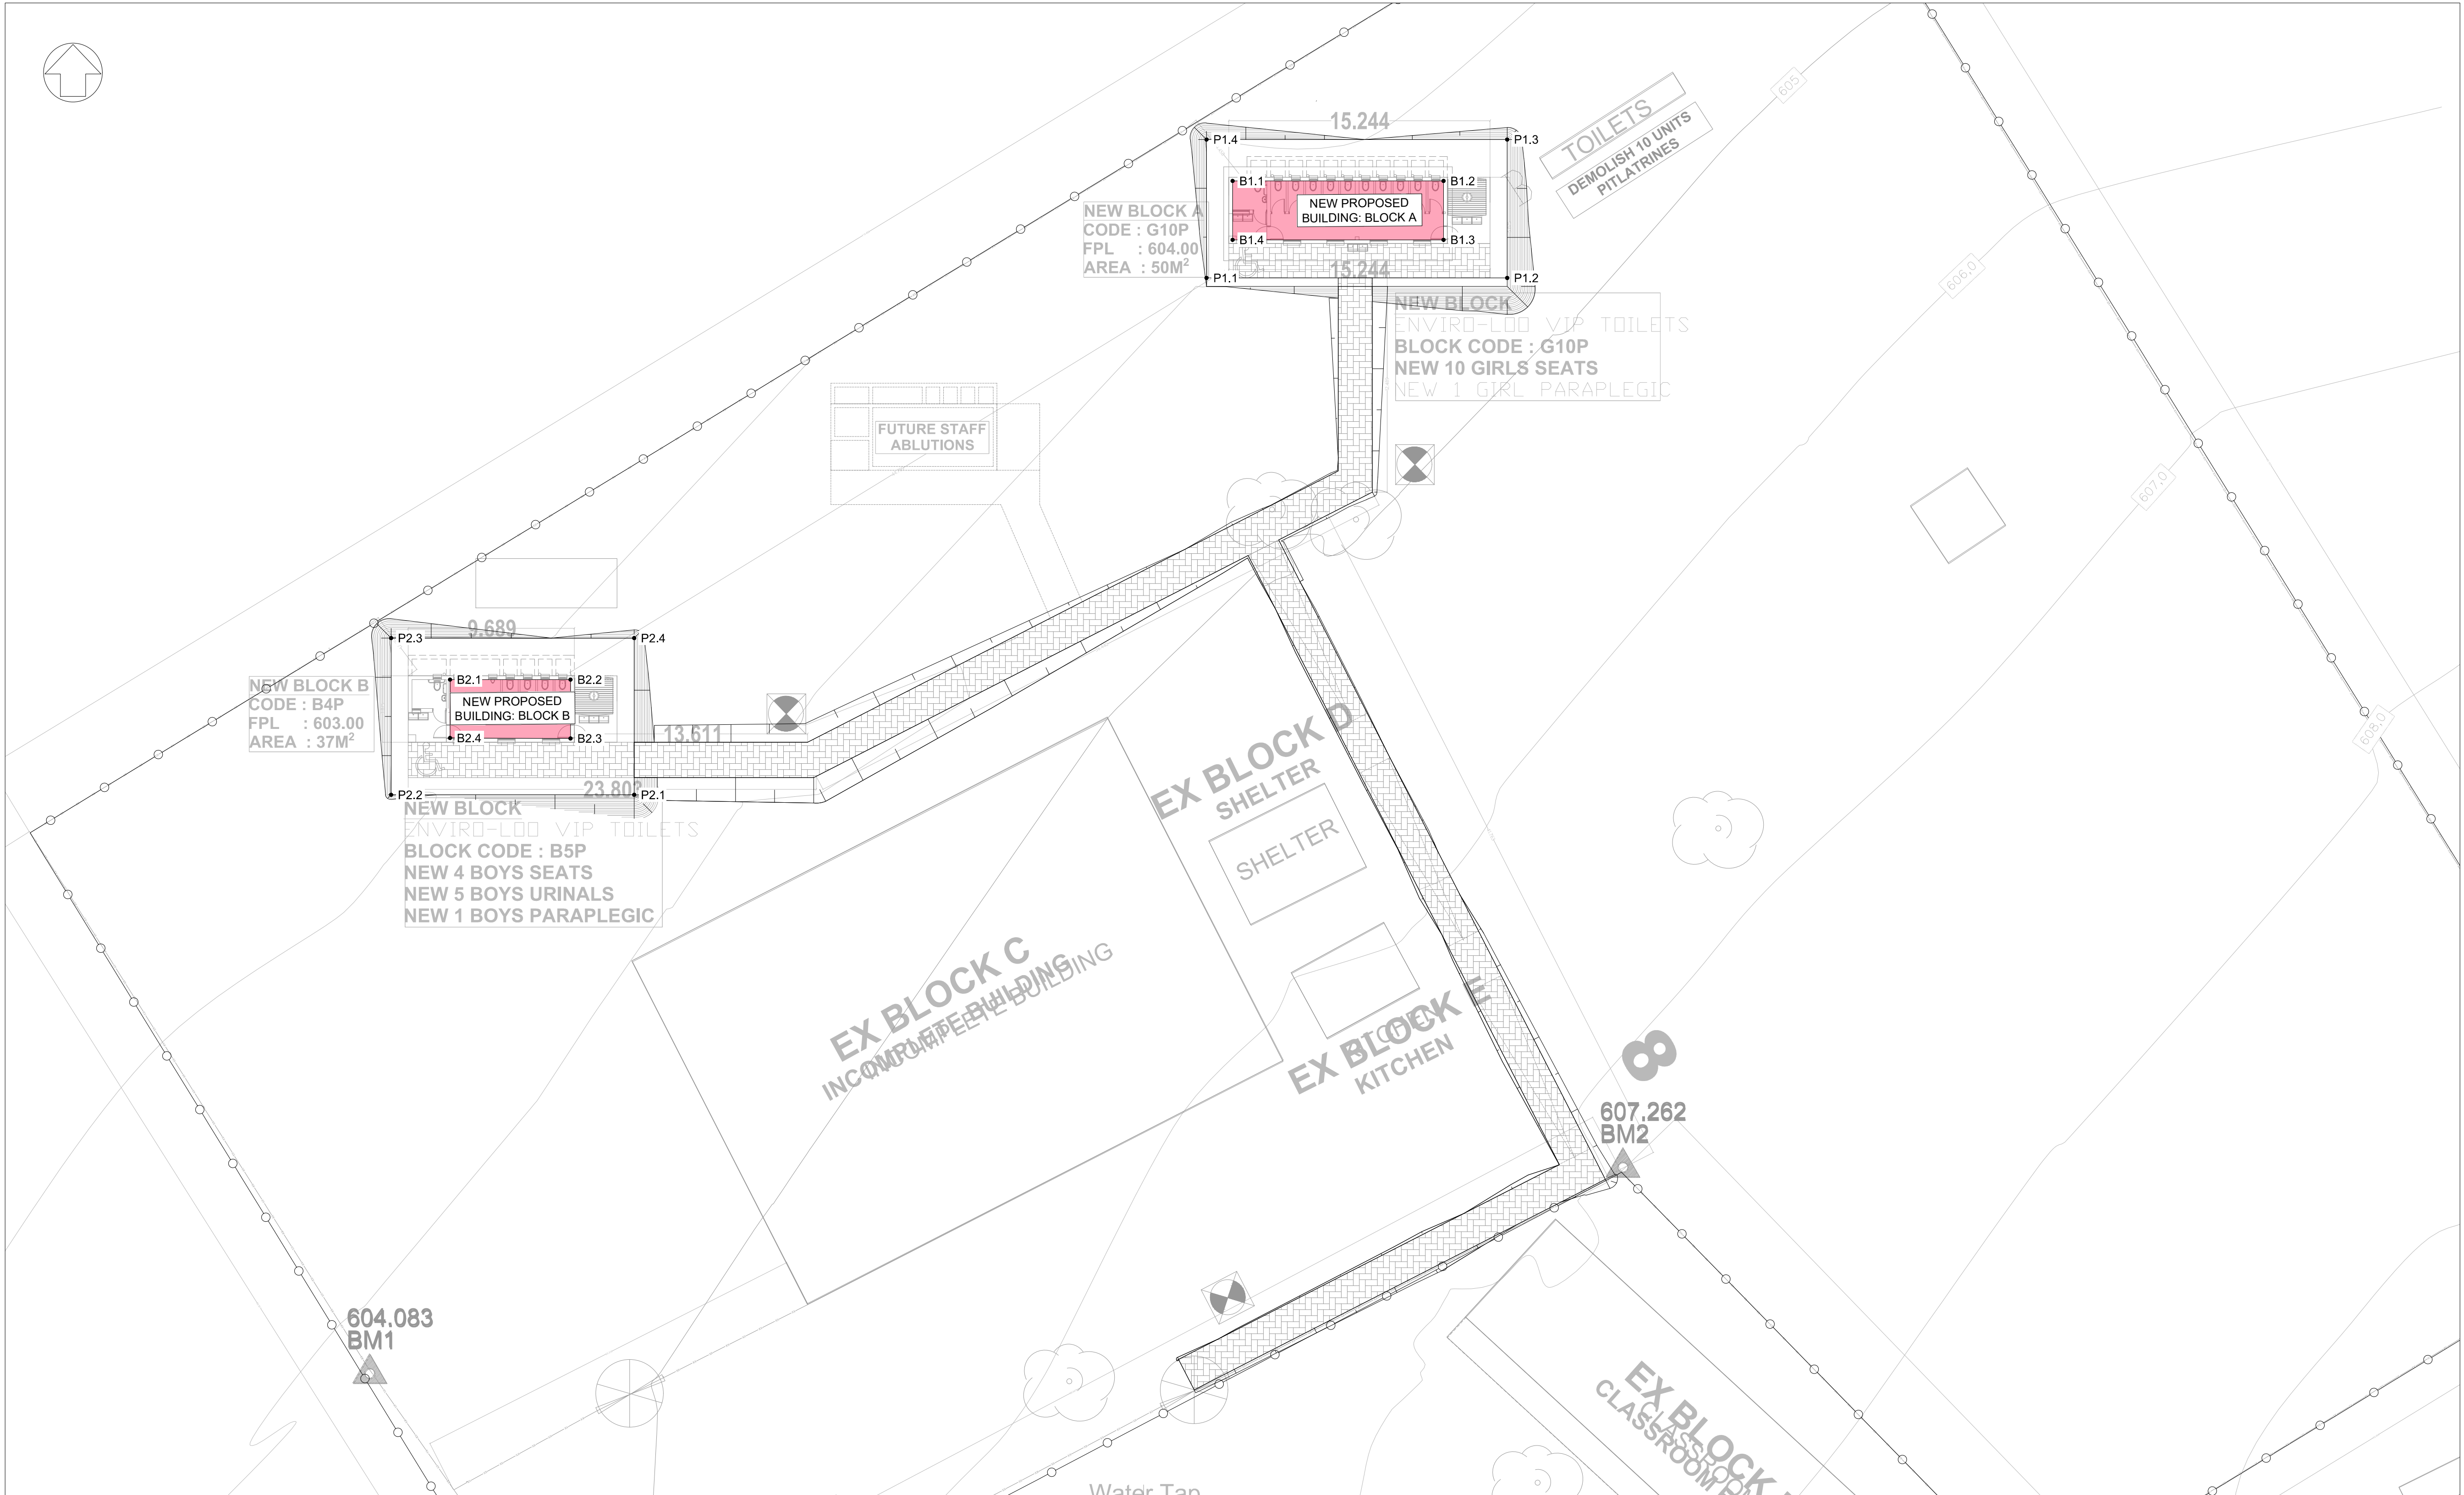 605
TOILETS
DEMOLISH 10 UNITS
PITLATRINES
15.244
P1.4
P1.3
B1.1
B1.2
NEW PROPOSED
BUILDING: BLOCK A
B1.4
B1.3
15.244
P1.1
P1.2
NEW BLOCK A
CODE : G10P
FPL : 604.00
AREA : 50M²
606,0
NEW BLOCK
ENVIRO-LOO VIP TOILETS
BLOCK CODE : G10P
NEW 10 GIRLS SEATS
NEW 1 GIRL PARAPLEGIC
FUTURE STAFF
ABLUTIONS
607,0
9.689
P2.3
P2.4
NEW BLOCK B
CODE : B4P
FPL : 603.00
AREA : 37M²
B2.1
B2.2
NEW PROPOSED
BUILDING: BLOCK B
B2.4
B2.3
13.611
23.802
P2.2
P2.1
608,0
NEW BLOCK
ENVIRO-LOO VIP TOILETS
BLOCK CODE : B5P
NEW 4 BOYS SEATS
NEW 5 BOYS URINALS
NEW 1 BOYS PARAPLEGIC
EX BLOCK D
SHELTER
SHELTER
EX BLOCK C
INCOMPLETE BUILDING
INCOMPLETE BUILDING
EX BLOCK E
KITCHEN
KITCHEN
8
607.262
BM2
604.083
BM1
EX BLOCK
CLASSROOM
CLASSROOM
Water Tap